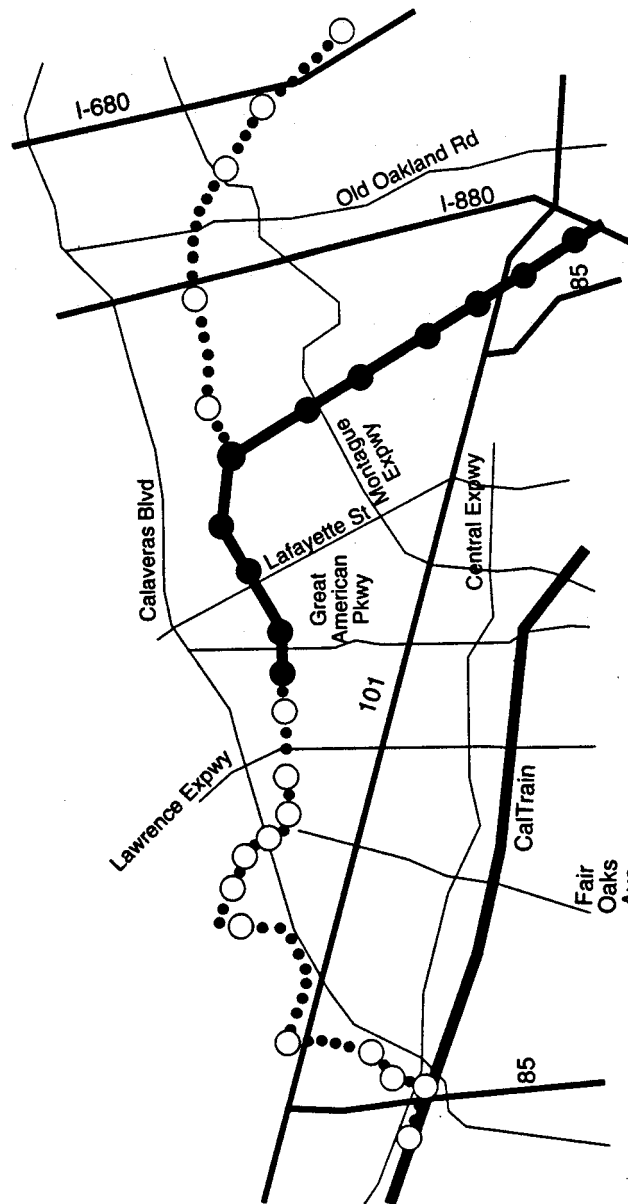 I-680
Old Oakland Rd
I-880
85
Montague
Expwy
Calaveras Blvd
Lafayette St
Central Expwy
Great
American
Pkwy
101
Lawrence Expwy
CalTrain
Fair
Oaks
85